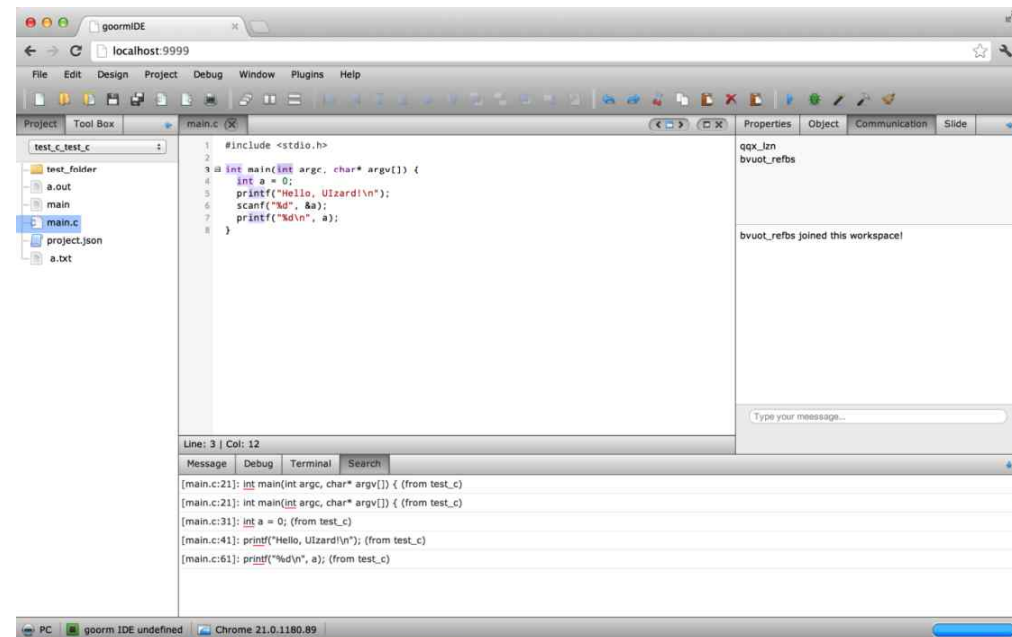 goormIDE
localhost:9999
File Edit Design Project Debug Window Plugins Help
Project Tool Box
main.c
Properties Object Communication Slide
test_c_test_c
test_folder
a.out
main
main.c
project.json
a.txt
1 #include <stdio.h>
2
3 int main(int argc, char* argv[]) {
4 int a = 0;
5 printf("Hello, UIzard!\n");
6 scanf("%d", &a);
7 printf("%d\n", a);
8 }
qqx_lzn
bvuot_refbs
bvuot_refbs joined this workspace!
Type your meessage...
Line: 3 | Col: 12
Message Debug Terminal Search
[main.c:21]: int main(int argc, char* argv[]) { (from test_c)
[main.c:21]: int main(int argc, char* argv[]) { (from test_c)
[main.c:31]: int a = 0; (from test_c)
[main.c:41]: printf("Hello, UIzard!\n"); (from test_c)
[main.c:61]: printf("%d\n", a); (from test_c)
PC goorm IDE undefined Chrome 21.0.1180.89